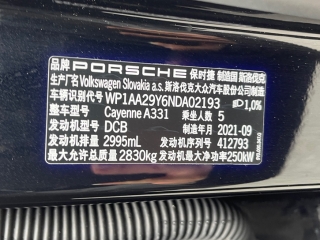 品牌 PORSCHE 保时捷 制造国 斯洛伐克
生产厂名 Volkswagen Slovakia a.s. 斯洛伐克大众汽车股份公司
车辆识别代号 WP1AA29Y6NDA02193 1,0%
整车型号 Cayenne A331 乘坐人数 5
发动机型号 DCB 制造年月 2021-09
发动机排量 2995mL 发动机序列号 412793
最大允许总质量 2830kg 发动机最大净功率 250kW